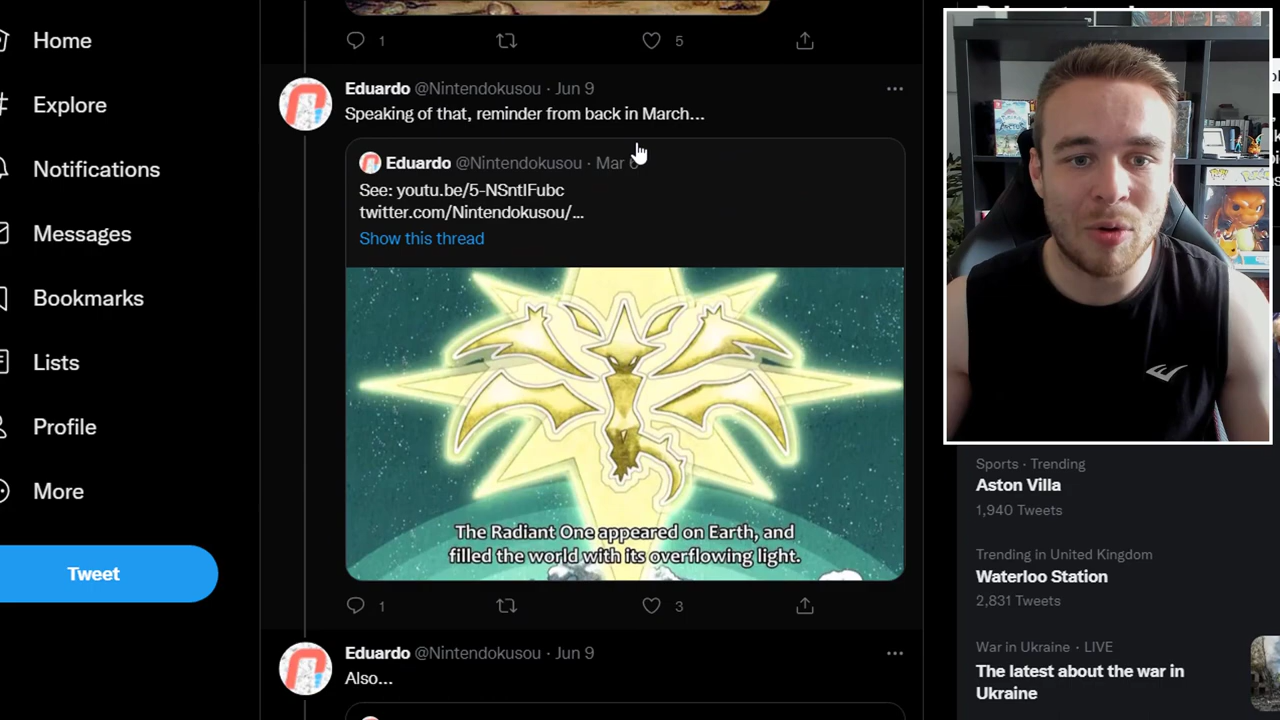 1
5
Home
Eduardo @Nintendokusou · Jun 9
Speaking of that, reminder from back in March...
Explore
Eduardo @Nintendokusou · Mar
Notifications
See: youtu.be/5-NSntIFubc
twitter.com/Nintendokusou/...
Show this thread
Messages
Bookmarks
Lists
Profile
More
The Radiant One appeared on Earth, and
filled the world with its overflowing light.
Tweet
1
3
Eduardo @Nintendokusou · Jun 9
Also...
Sports · Trending
Aston Villa
1,940 Tweets
Trending in United Kingdom
Waterloo Station
2,831 Tweets
War in Ukraine · LIVE
The latest about the war in
Ukraine